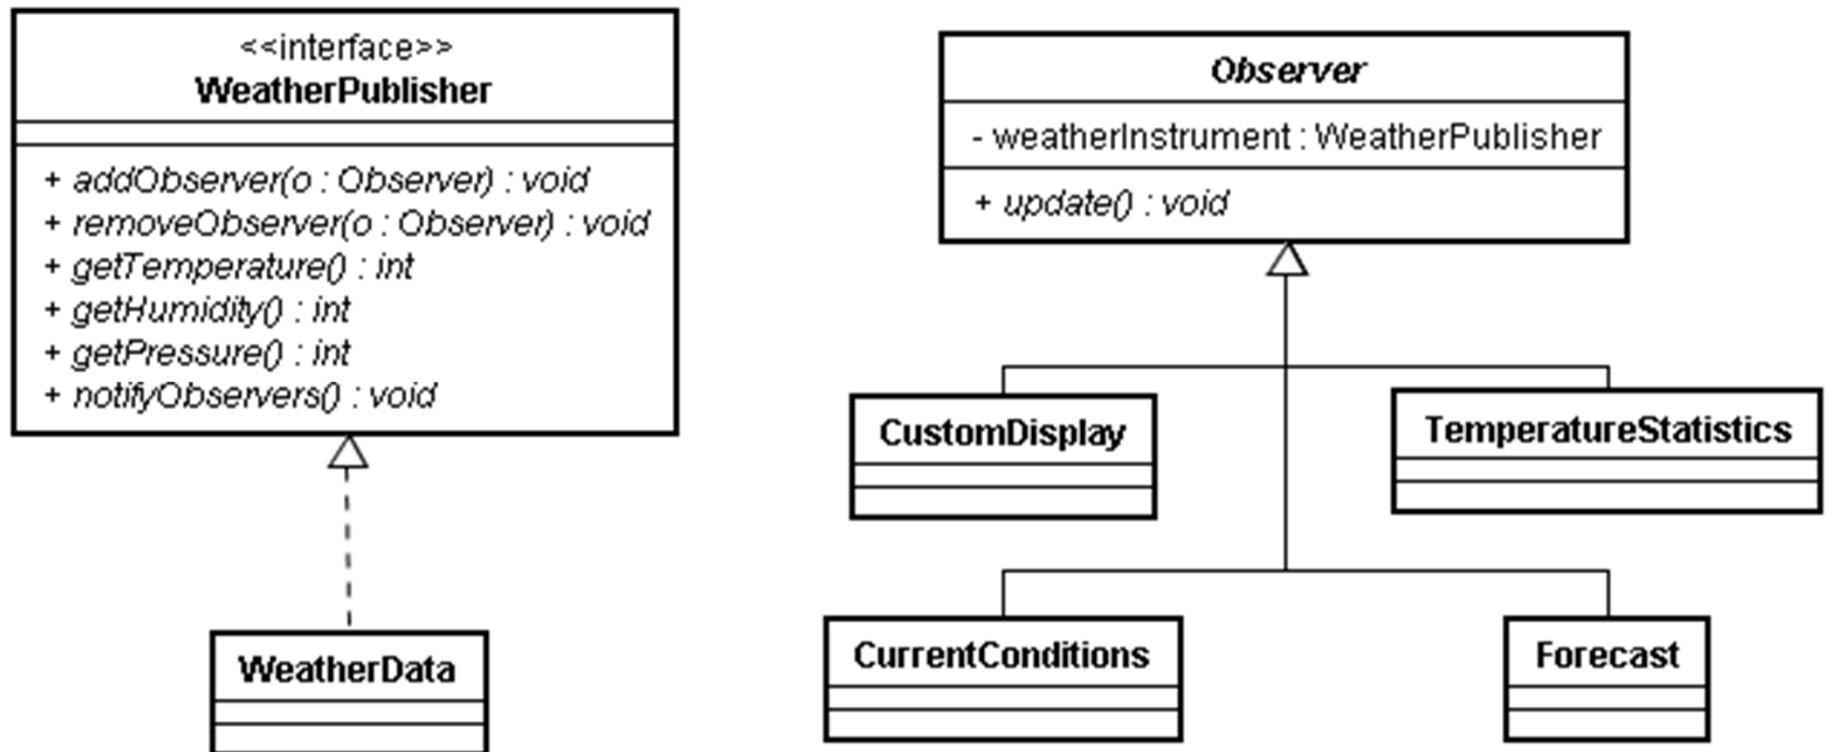 <<interface>>
WeatherPublisher
+ addObserver(o : Observer) : void
+ removeObserver(o : Observer) : void
+ getTemperature() : int
+ getHumidity() : int
+ getPressure() : int
+ notifyObservers() : void
WeatherData
Observer
- weatherInstrument : WeatherPublisher
+ update() : void
CustomDisplay
TemperatureStatistics
CurrentConditions
Forecast